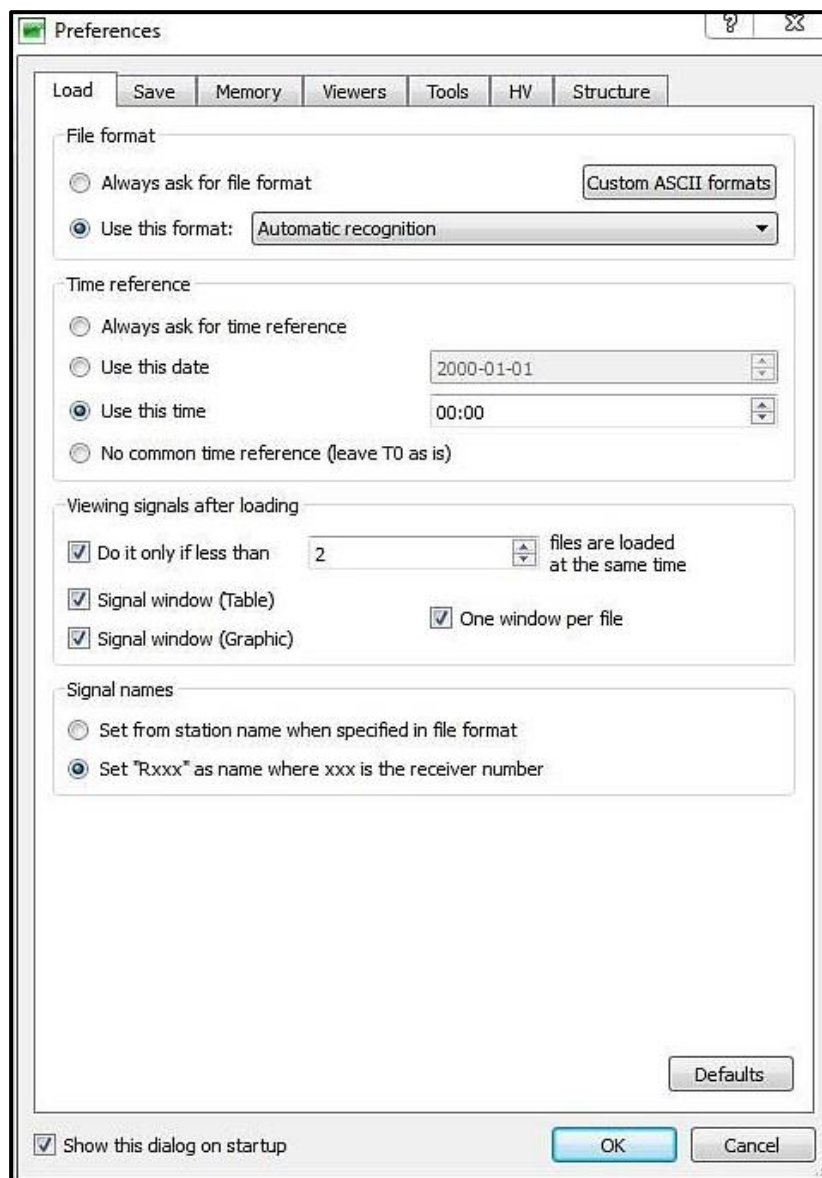 Preferences
Load Save Memory Viewers Tools HV Structure
File format
Always ask for file format Custom ASCII formats
Use this format: Automatic recognition
Time reference
Always ask for time reference
Use this date 2000-01-01
Use this time 00:00
No common time reference (leave T0 as is)
Viewing signals after loading
Do it only if less than 2 files are loaded
at the same time
Signal window (Table)
One window per file
Signal window (Graphic)
Signal names
Set from station name when specified in file format
Set "Rxxx" as name where xxx is the receiver number
Defaults
Show this dialog on startup OK Cancel